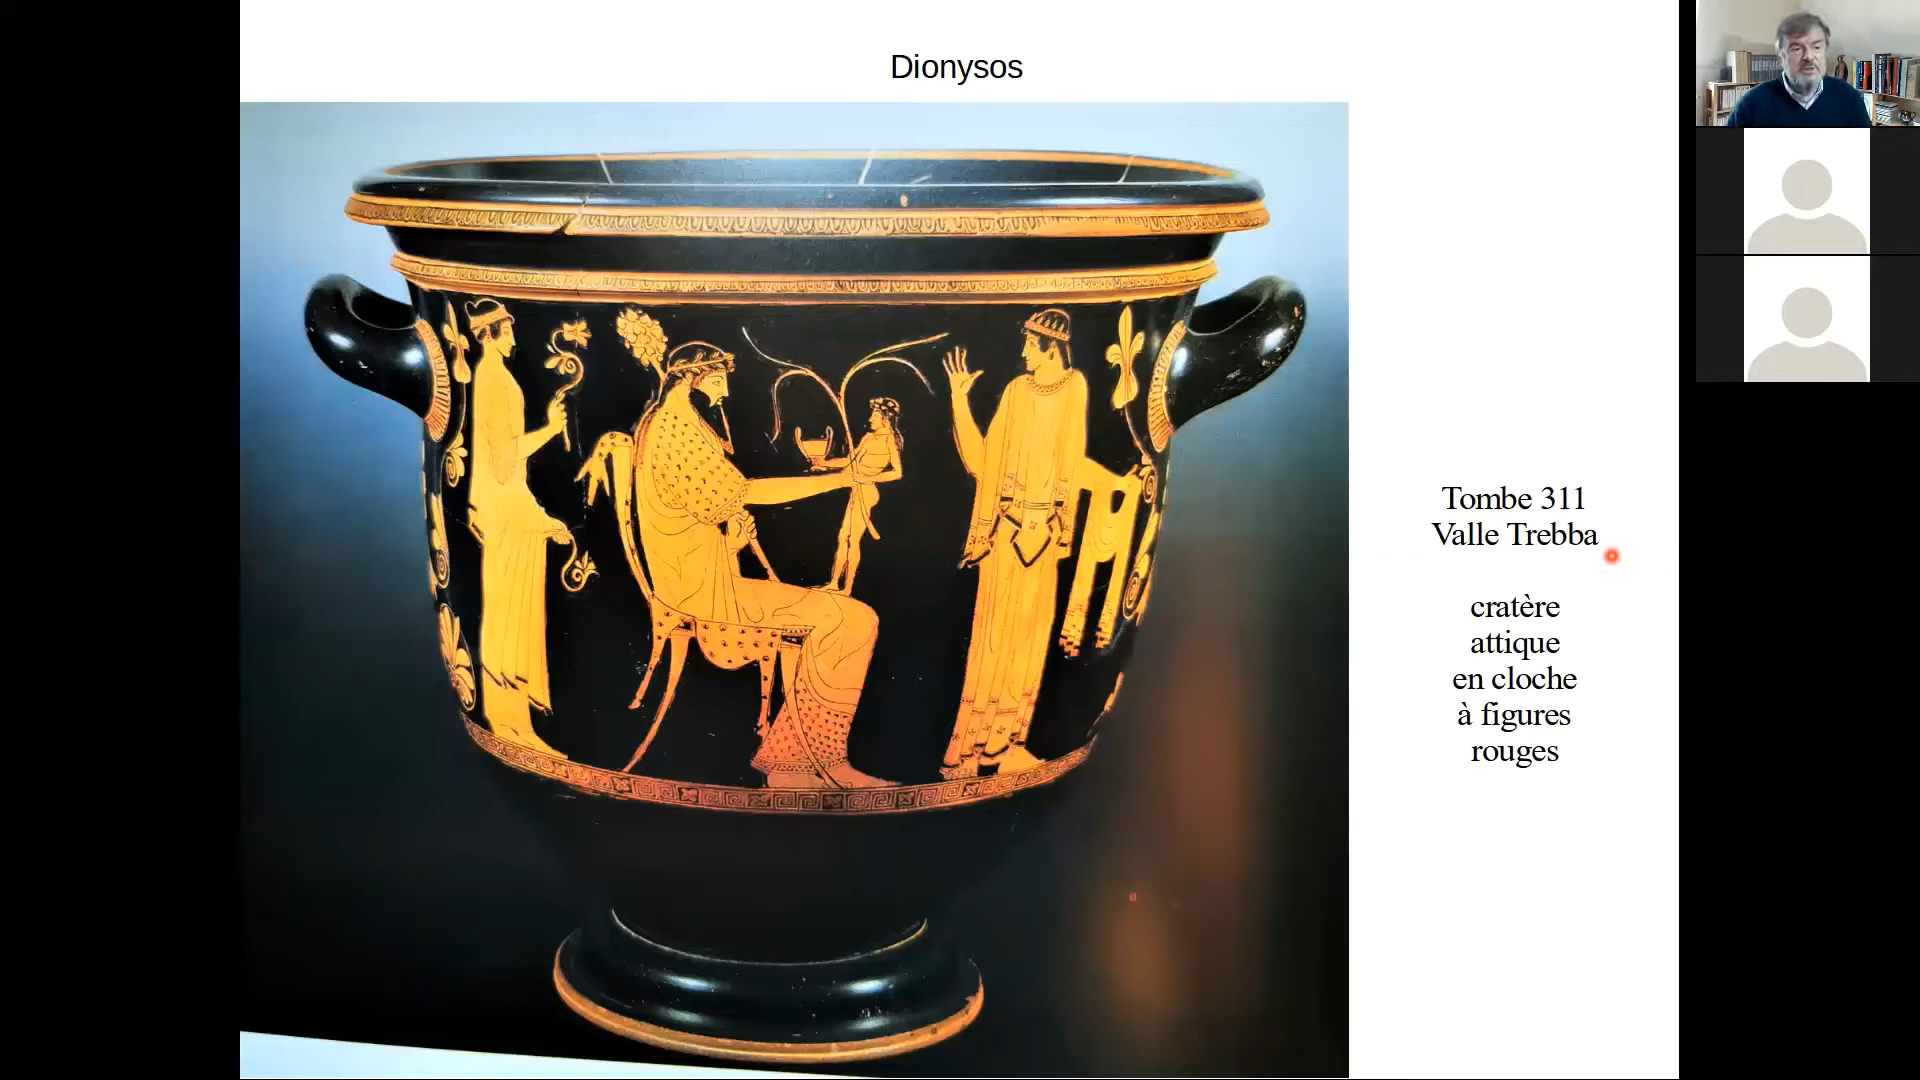 Dionysos
Tombe 311
Valle Trebba
cratère
attique
en cloche
à figures
rouges